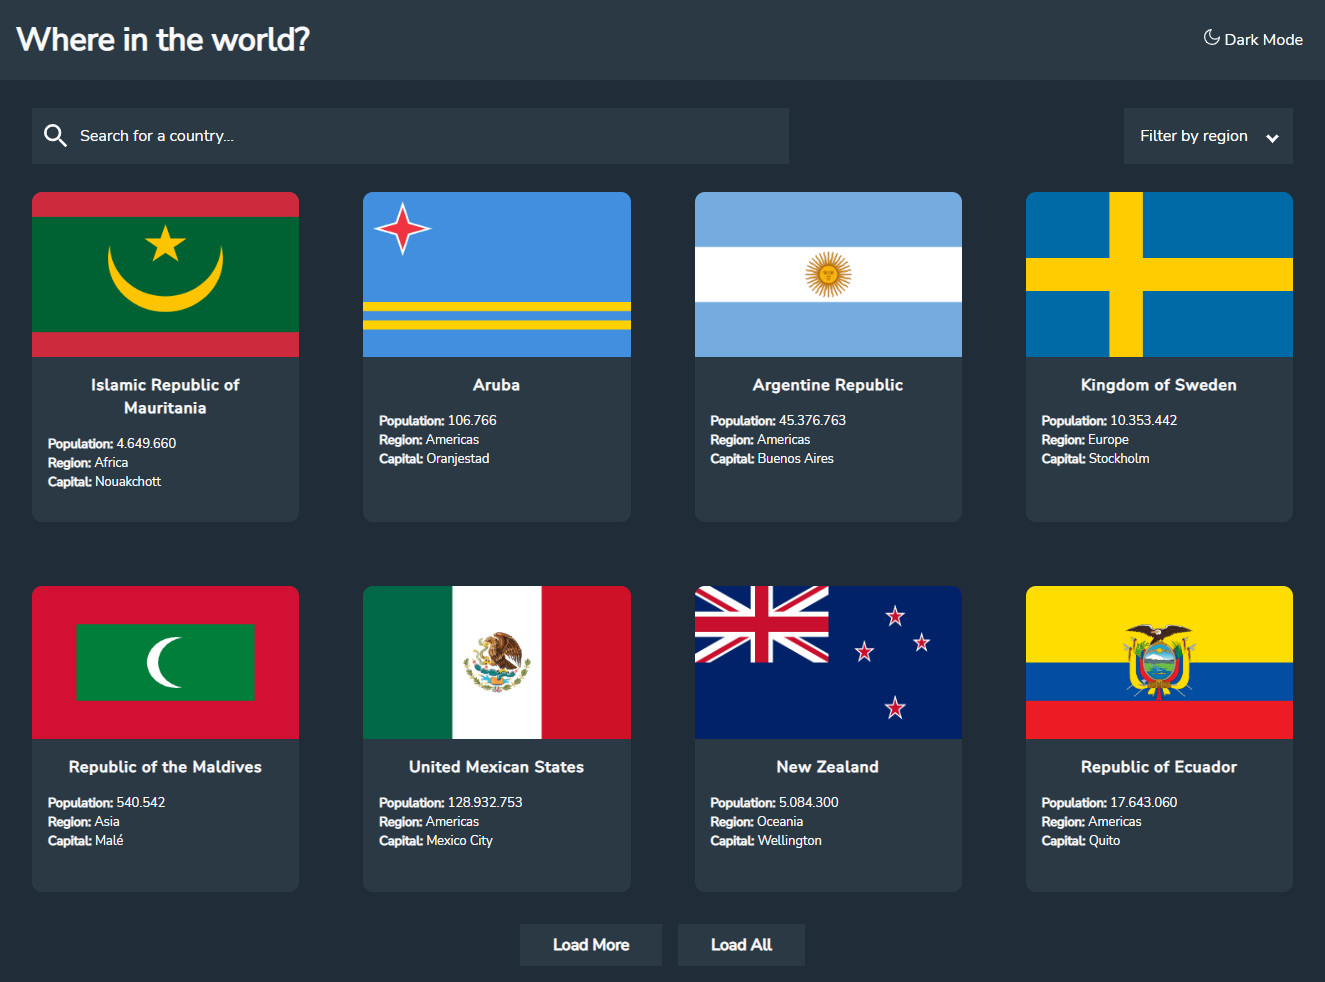 Where in the world?
Dark Mode
Search for a country...
Filter by region
Islamic Republic of
Mauritania
Population: 4.649.660
Region: Africa
Capital: Nouakchott
Aruba
Population: 106.766
Region: Americas
Capital: Oranjestad
Argentine Republic
Population: 45.376.763
Region: Americas
Capital: Buenos Aires
Kingdom of Sweden
Population: 10.353.442
Region: Europe
Capital: Stockholm
Republic of the Maldives
Population: 540.542
Region: Asia
Capital: Malé
United Mexican States
Population: 128.932.753
Region: Americas
Capital: Mexico City
New Zealand
Population: 5.084.300
Region: Oceania
Capital: Wellington
Republic of Ecuador
Population: 17.643.060
Region: Americas
Capital: Quito
Load More
Load All